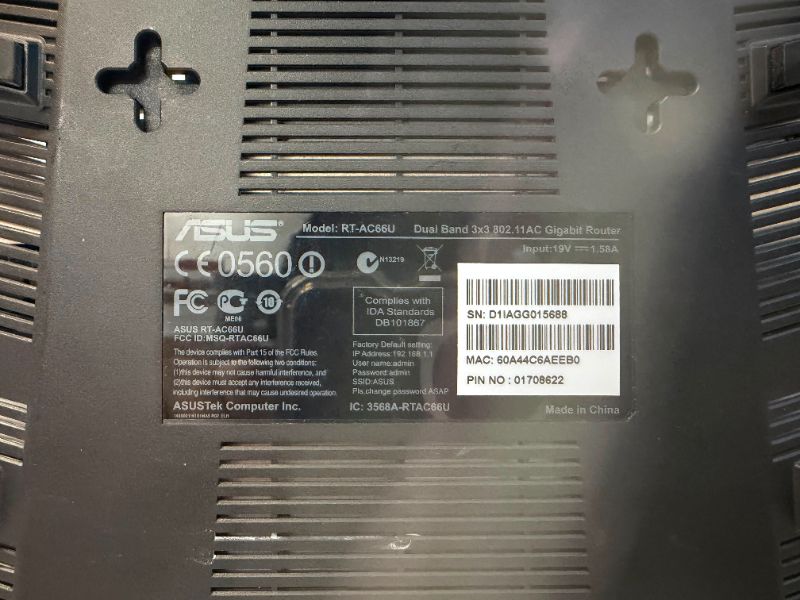 ASUS
Model: RT-AC66U Dual Band 3x3 802.11AC Gigabit Router
Input:19V 1.58A
CE 0560
N13219
FC PG 18
ME06
Complies with
IDA Standards
DB101867
ASUS RT-AC66U
FCC ID:MSQ-RTAC66U
The device complies with Part 15 of the FCC Rules.
Operation is subject to the following two conditions:
(1)this device may not cause harmful interference, and
(2)this device must accept any interference received,
including interference that may cause undesired operation.
ASUSTek Computer Inc.
Factory Default setting:
IP Address:192.168.1.1
User name:admin
Password:admin
SSID:ASUS
Pls.change password ASAP
IC: 3568A-RTAC66U
SN: D1IAGG015688
MAC: 60A44C6AEEB0
PIN NO : 01708622
Made in China